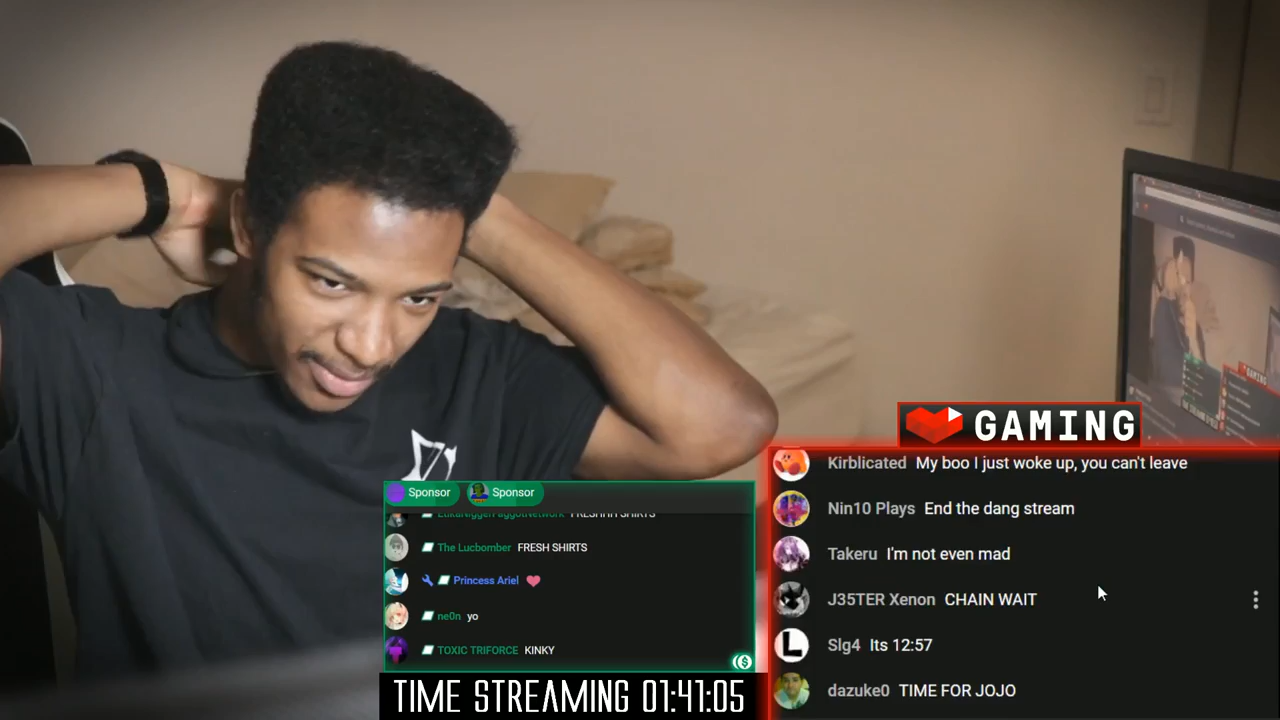 GAMING
Kirblicated My boo I just woke up, you can't leave
Nin10 Plays End the dang stream
Takeru I'm not even mad
J35TER Xenon CHAIN WAIT
Slg4 Its 12:57
dazuke0 TIME FOR JOJO
Sponsor Sponsor
The Lucbomber FRESH SHIRTS
Princess Ariel
ne0n yo
TOXIC TRIFORCE KINKY
TIME STREAMING 01:41:05